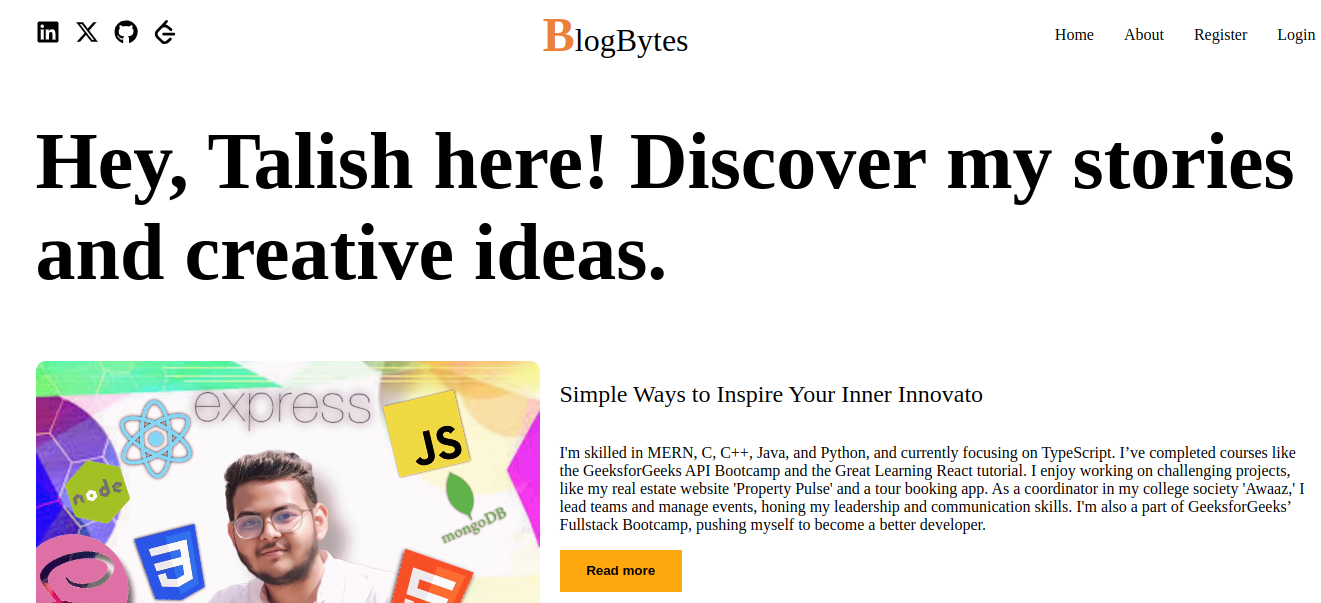 in
BlogBytes
Home About Register Login
Hey, Talish here! Discover my stories
and creative ideas.
express
JS
node
mongoDB
Simple Ways to Inspire Your Inner Innovato
I'm skilled in MERN, C, C++, Java, and Python, and currently focusing on TypeScript. I’ve completed courses like
the GeeksforGeeks API Bootcamp and the Great Learning React tutorial. I enjoy working on challenging projects,
like my real estate website 'Property Pulse' and a tour booking app. As a coordinator in my college society 'Awaaz,' I
lead teams and manage events, honing my leadership and communication skills. I'm also a part of GeeksforGeeks’
Fullstack Bootcamp, pushing myself to become a better developer.
Read more